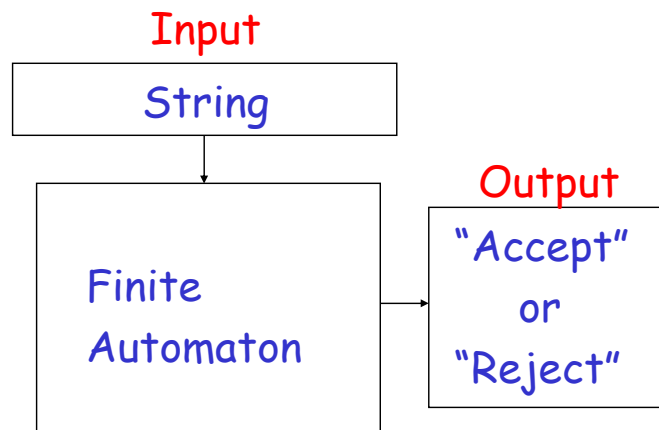 Input
String
Finite
Automaton
Output
“Accept”
or
“Reject”